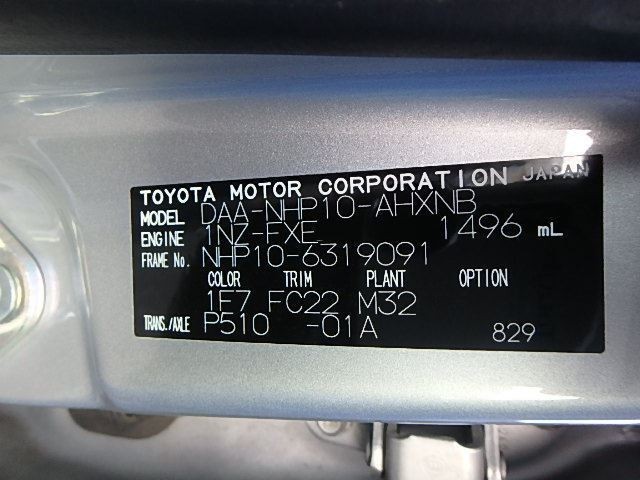 TOYOTA MOTOR CORPORATION JAPAN
MODEL DAA-NHP10-AHXNB
ENGINE 1NZ-FXE 1496 mL
FRAME No. NHP10-6319091
COLOR TRIM PLANT OPTION
1F7 FC22 M32
TRANS./AXLE P510 -01A 829